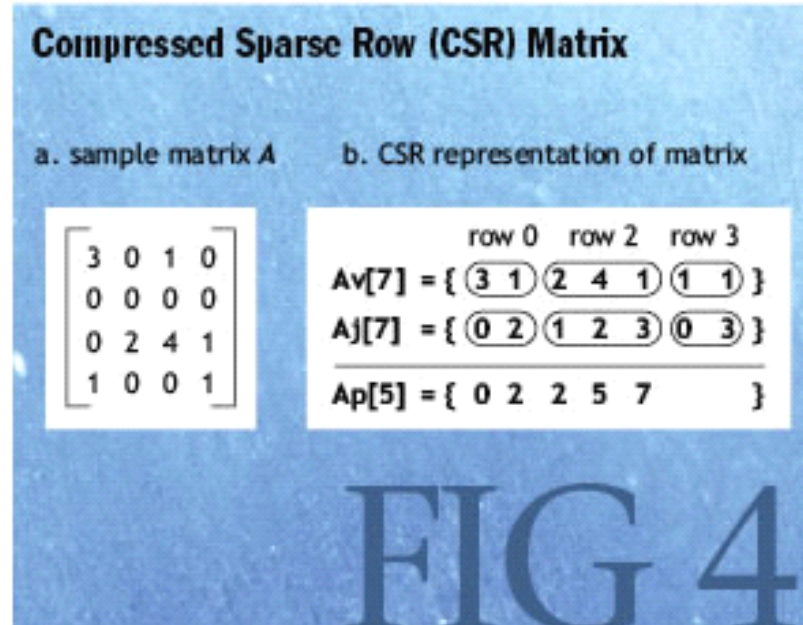 Compressed Sparse Row (CSR) Matrix
a. sample matrix A
b. CSR representation of matrix
3 0 1 0
0 0 0 0
0 2 4 1
1 0 0 1
row 0 row 2 row 3
Av[7] = { 3 1 2 4 1 1 1 }
Aj[7] = { 0 2 1 2 3 0 3 }
Ap[5] = { 0 2 2 5 7 }
FIG 4